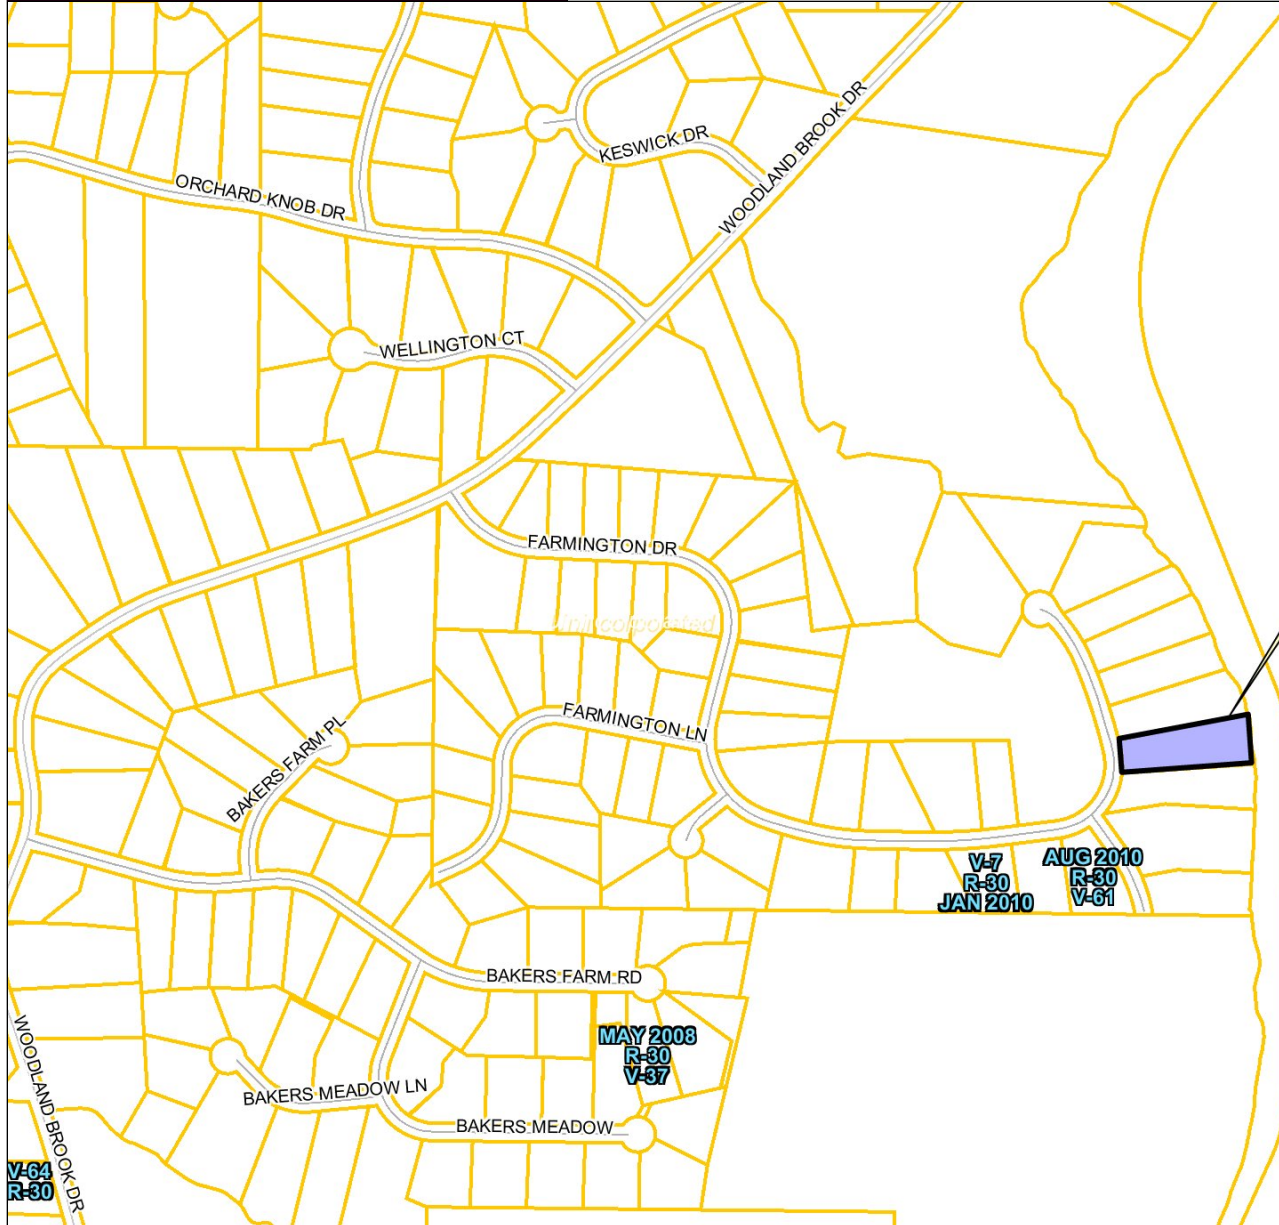 KESWICK DR
WOODLAND BROOK DR
ORCHARD KNOB DR
WELLINGTON CT
FARMINGTON DR
Unincorporated
FARMINGTON LN
BAKERS FARM PL
V-7
R-30
JAN 2010
AUG 2010
R-30
V-61
BAKERS FARM RD
MAY 2008
R-30
V-37
WOODLAND BROOK DR
BAKERS MEADOW LN
BAKERS MEADOW
V-64
R-30